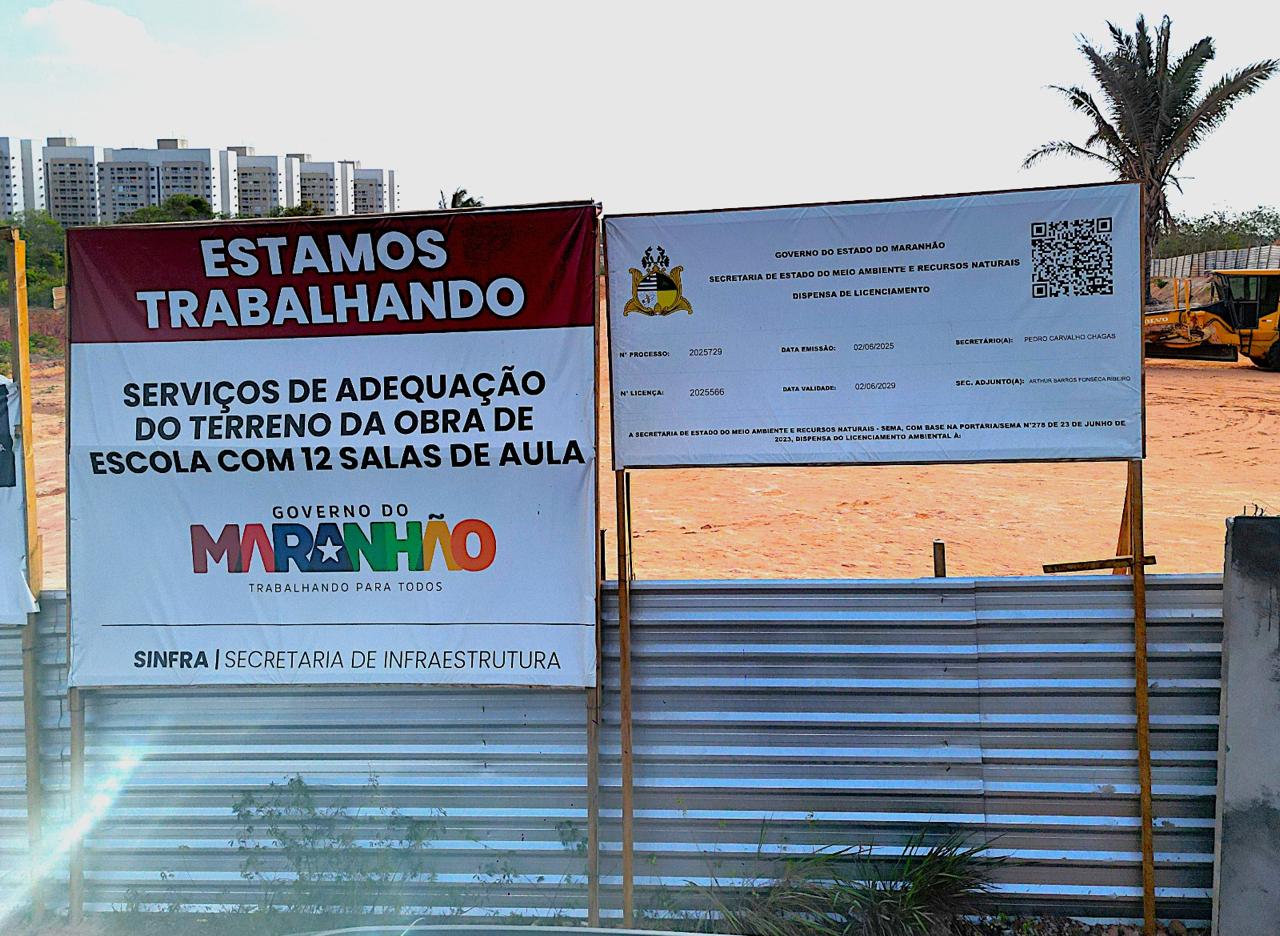 ESTAMOS
TRABALHANDO
SERVIÇOS DE ADEQUAÇÃO
DO TERRENO DA OBRA DE
ESCOLA COM 12 SALAS DE AULA
GOVERNO DO
MARANHÃO
TRABALHANDO PARA TODOS
SINFRA | SECRETARIA DE INFRAESTRUTURA
GOVERNO DO ESTADO DO MARANHÃO
SECRETARIA DE ESTADO DO MEIO AMBIENTE E RECURSOS NATURAIS
DISPENSA DE LICENCIAMENTO
N° PROCESSO: 2025729 DATA EMISSÃO: 02/06/2025 SECRETÁRIO(A): PEDRO CARVALHO CHAGAS
N° LICENÇA: 2025566 DATA VALIDADE: 02/06/2029 SEC. ADJUNTO(A): ARTHUR BARROS FONSECA RIBEIRO
A SECRETARIA DE ESTADO DO MEIO AMBIENTE E RECURSOS NATURAIS - SEMA, COM BASE NA PORTARIA/SEMA N°278 DE 23 DE JUNHO DE
2023, DISPENSA DO LICENCIAMENTO AMBIENTAL À:
VOLVO